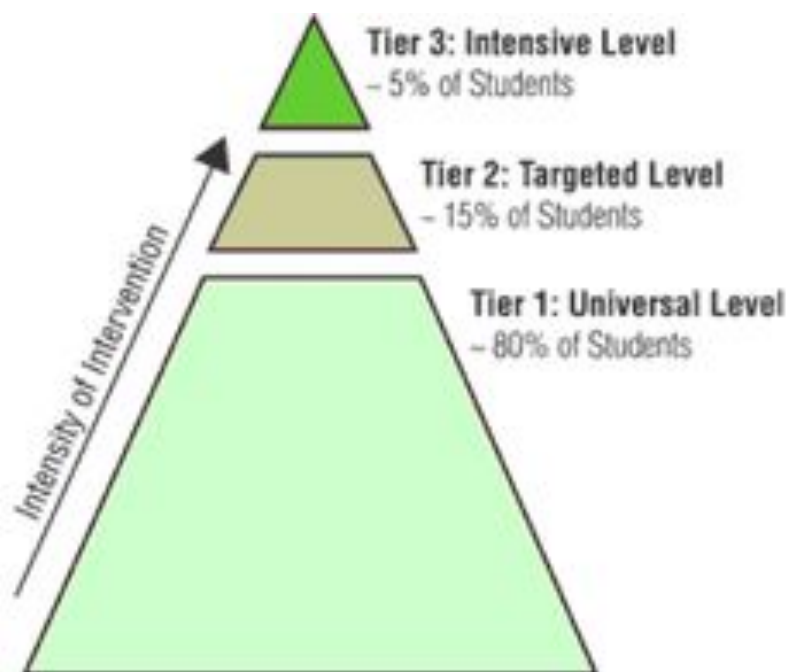 Tier 3: Intensive Level
~ 5% of Students
Tier 2: Targeted Level
~ 15% of Students
Tier 1: Universal Level
~ 80% of Students
Intensity of Intervention